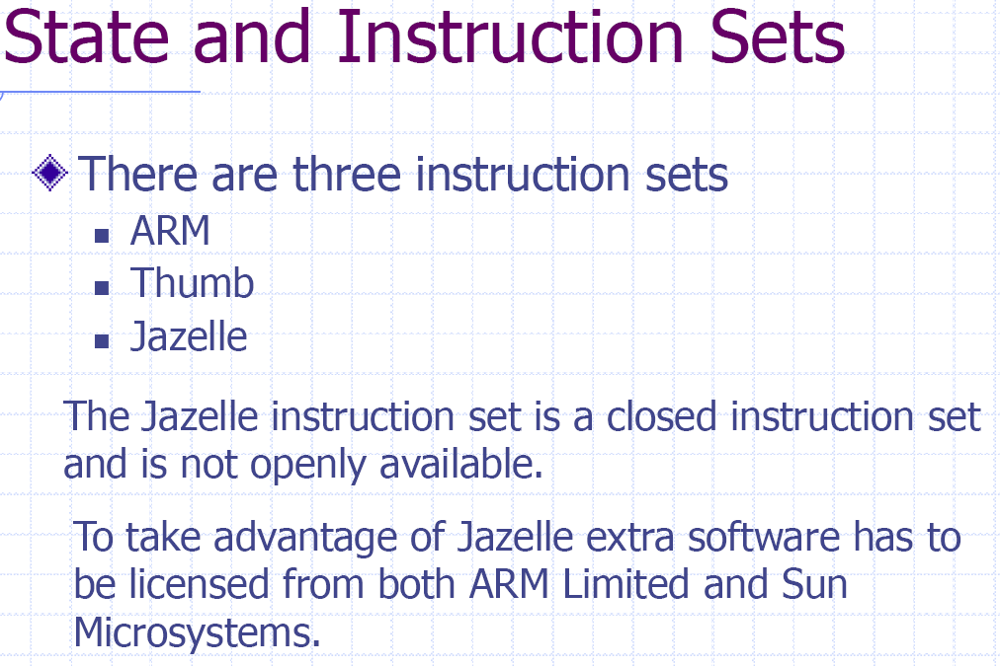 State and Instruction Sets
There are three instruction sets
ARM
Thumb
Jazelle
The Jazelle instruction set is a closed instruction set
and is not openly available.
To take advantage of Jazelle extra software has to
be licensed from both ARM Limited and Sun
Microsystems.